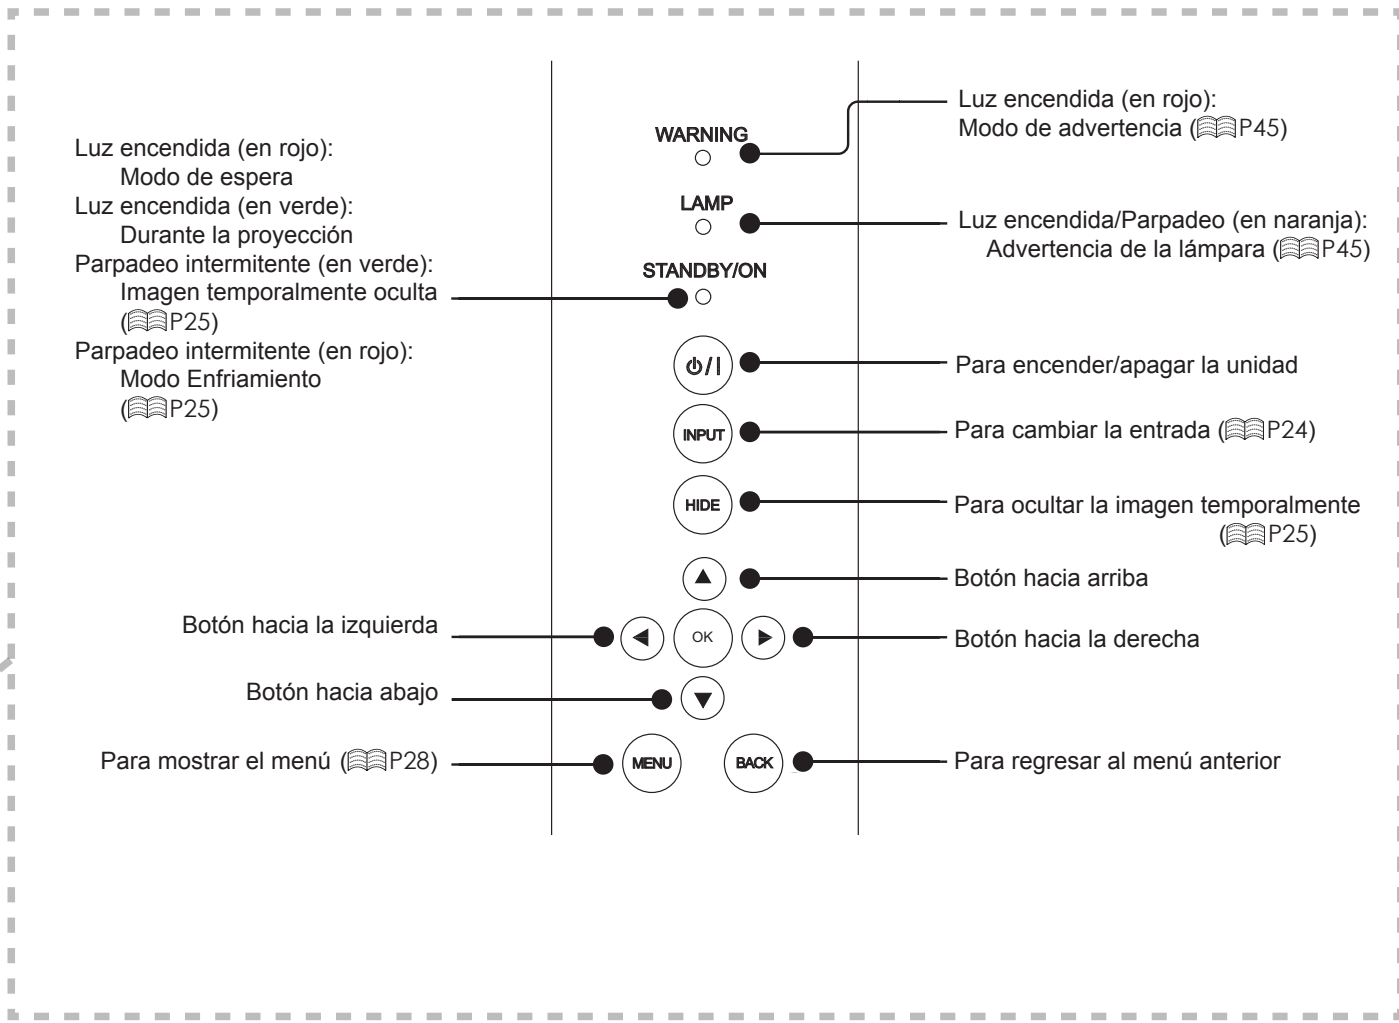 Luz encendida (en rojo):
Modo de espera
Luz encendida (en verde):
Durante la proyección
Parpadeo intermitente (en verde):
Imagen temporalmente oculta
(P25)
Parpadeo intermitente (en rojo):
Modo Enfriamiento
(P25)
Botón hacia la izquierda
Botón hacia abajo
Para mostrar el menú (P28)
WARNING
LAMP
STANDBY/ON
⏻/I
INPUT
HIDE
OK
MENU
BACK
Luz encendida (en rojo):
Modo de advertencia (P45)
Luz encendida/Parpadeo (en naranja):
Advertencia de la lámpara (P45)
Para encender/apagar la unidad
Para cambiar la entrada (P24)
Para ocultar la imagen temporalmente
(P25)
Botón hacia arriba
Botón hacia la derecha
Para regresar al menú anterior